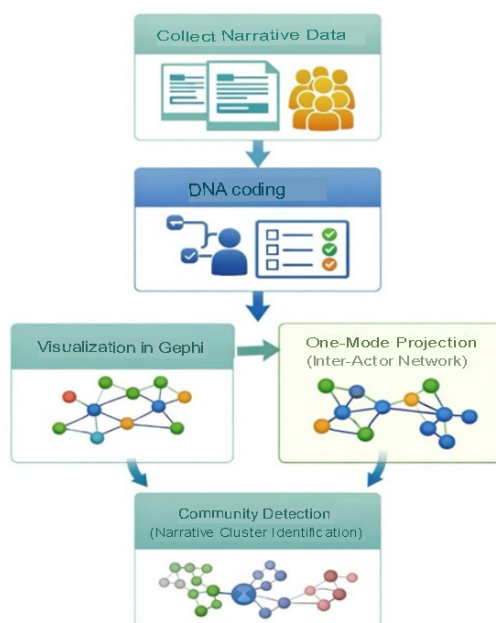 Collect Narrative Data
DNA coding
Visualization in Gephi
One-Mode Projection
(Inter-Actor Network)
Community Detection
(Narrative Cluster Identification)